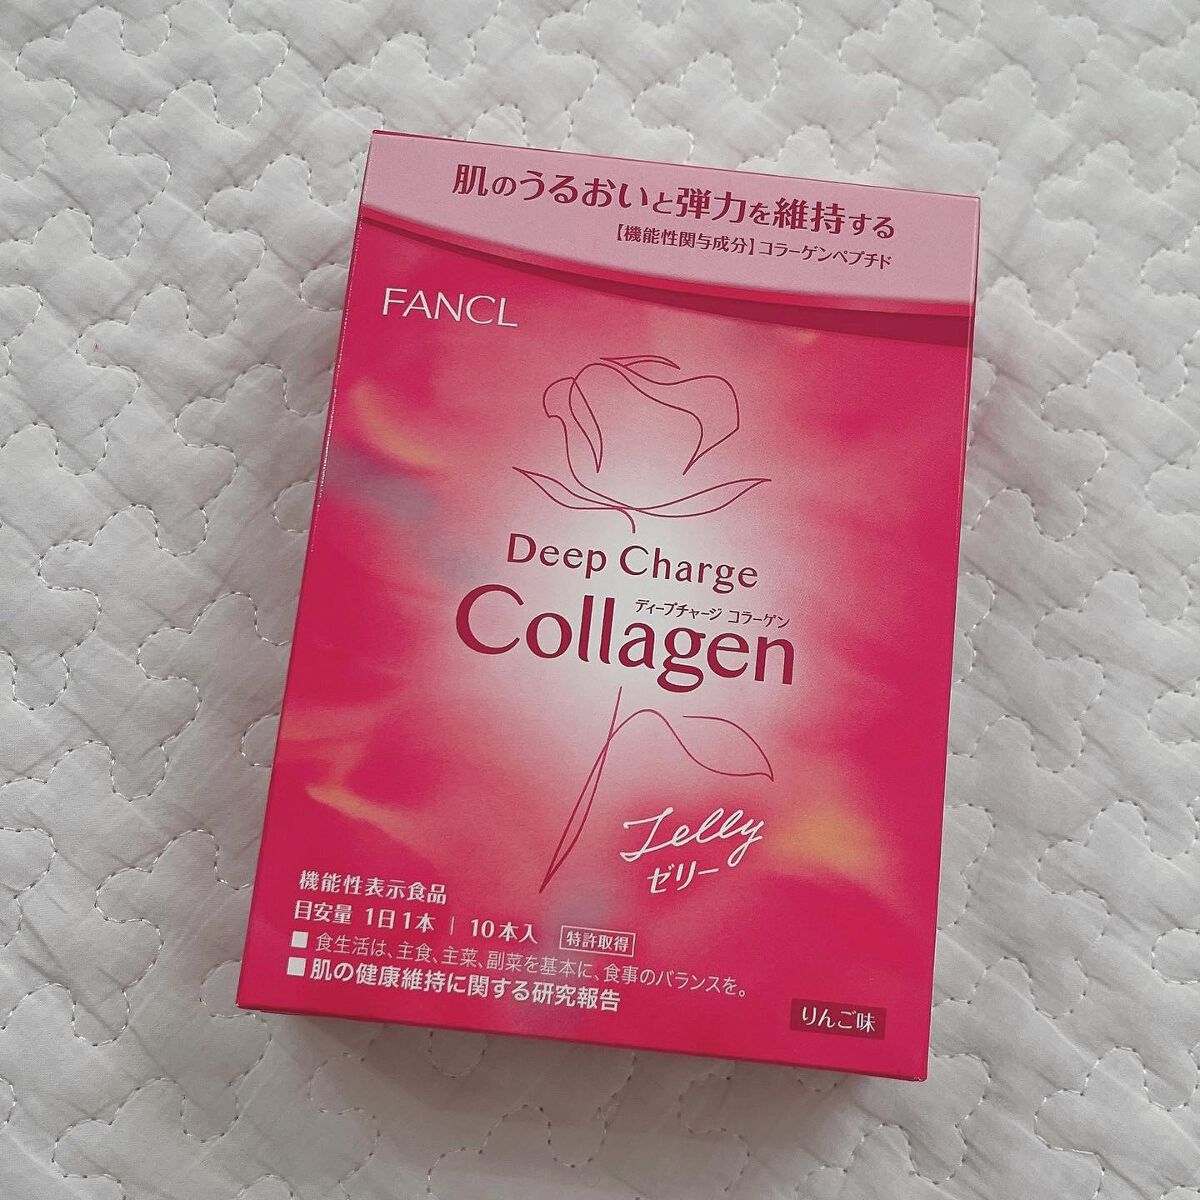 肌のうるおいと弾力を維持する
【機能性関与成分】コラーゲンペプチド
FANCL
Deep Charge
ディープチャージ コラーゲン
Collagen
Jelly
ゼリー
機能性表示食品
目安量 1日1本 | 10本入 特許取得
■ 食生活は、主食、主菜、副菜を基本に、食事のバランスを。
■ 肌の健康維持に関する研究報告
りんご味